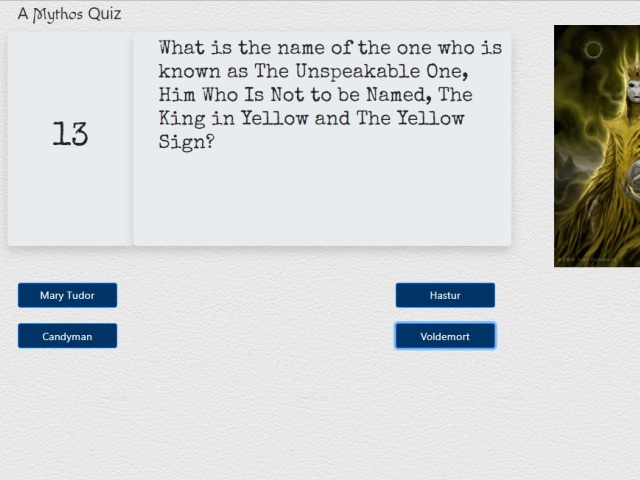 A Mythos Quiz
What is the name of the one who is
known as The Unspeakable One,
Him Who Is Not to be Named, The
King in Yellow and The Yellow
Sign?
13
Mary Tudor
Hastur
Candyman
Voldemort